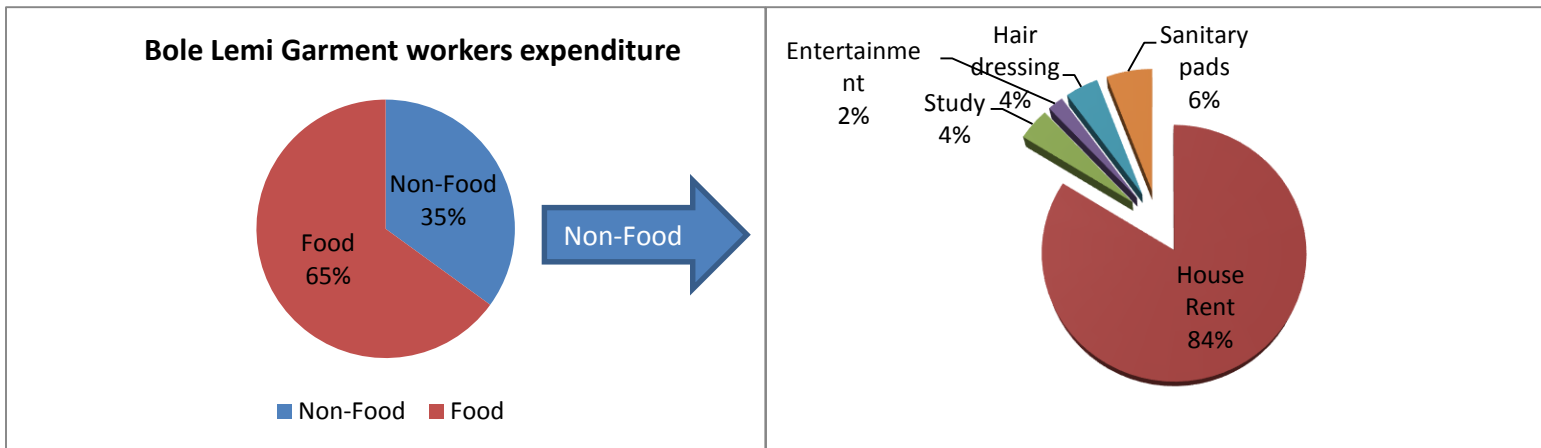 Bole Lemi Garment workers expenditure
Non-Food
35%
Food
65%
Non-Food
Food
Non-Food
Entertainme
nt
2%
Study
4%
Hair
dressing
4%
Sanitary
pads
6%
House
Rent
84%